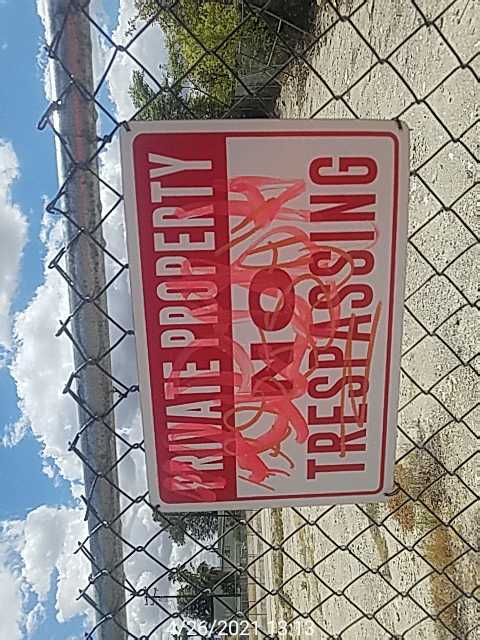 PRIVATE PROPERTY
NO
TRESPASSING
4/26/2021 13:13